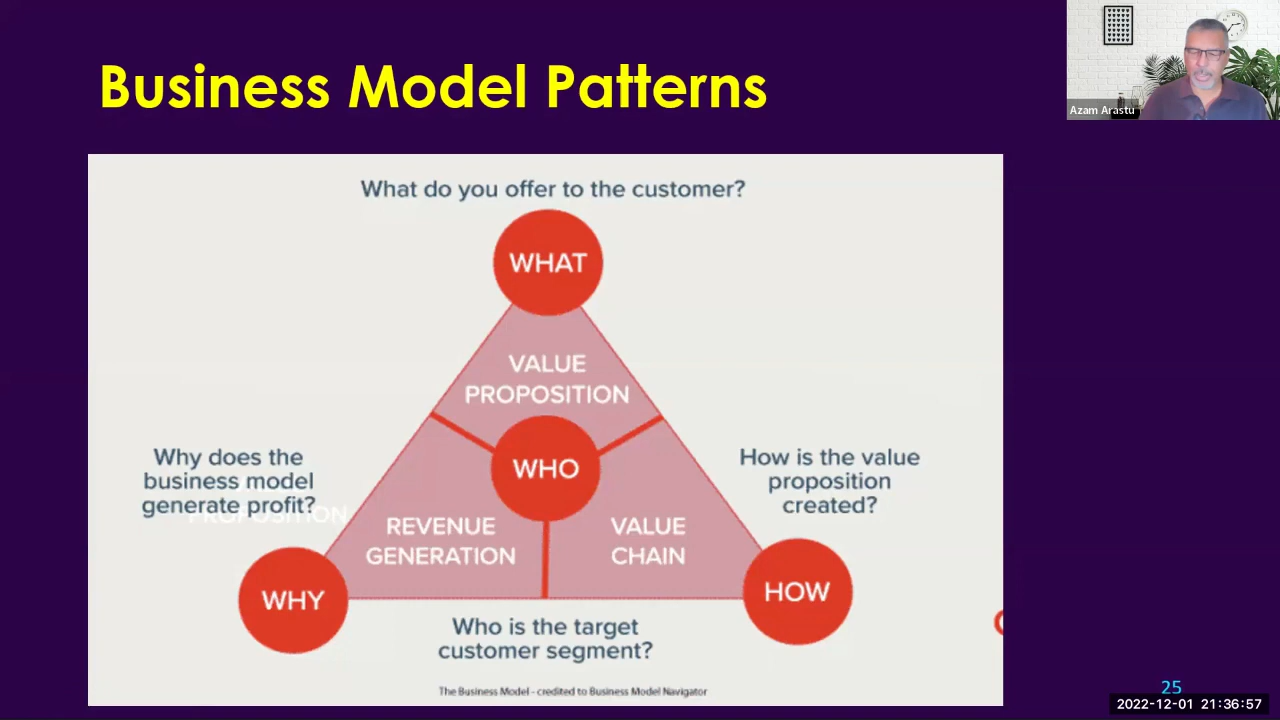 Business Model Patterns
Azam Arastu
What do you offer to the customer?
WHAT
VALUE
PROPOSITION
WHO
Why does the
business model
generate profit?
PROPOSITION
How is the value
proposition
created?
REVENUE
GENERATION
VALUE
CHAIN
WHY
HOW
Who is the target
customer segment?
The Business Model - credited to Business Model Navigator
25
2022-12-01 21:36:57